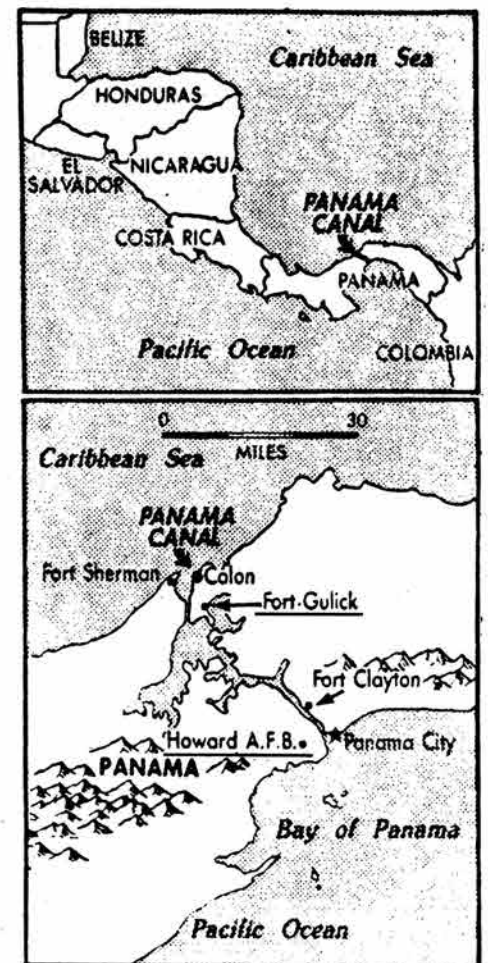 BELIZE
Caribbean Sea
HONDURAS
NICARAGUA
EL
SALVADOR
PANAMA
CANAL
COSTA RICA
PANAMA
Pacific Ocean
COLOMBIA
0 30
MILES
Caribbean Sea
PANAMA
CANAL
Fort Sherman
Colon
Fort Gulick
Fort Clayton
Howard A.F.B.
Panama City
PANAMA
Bay of Panama
Pacific Ocean